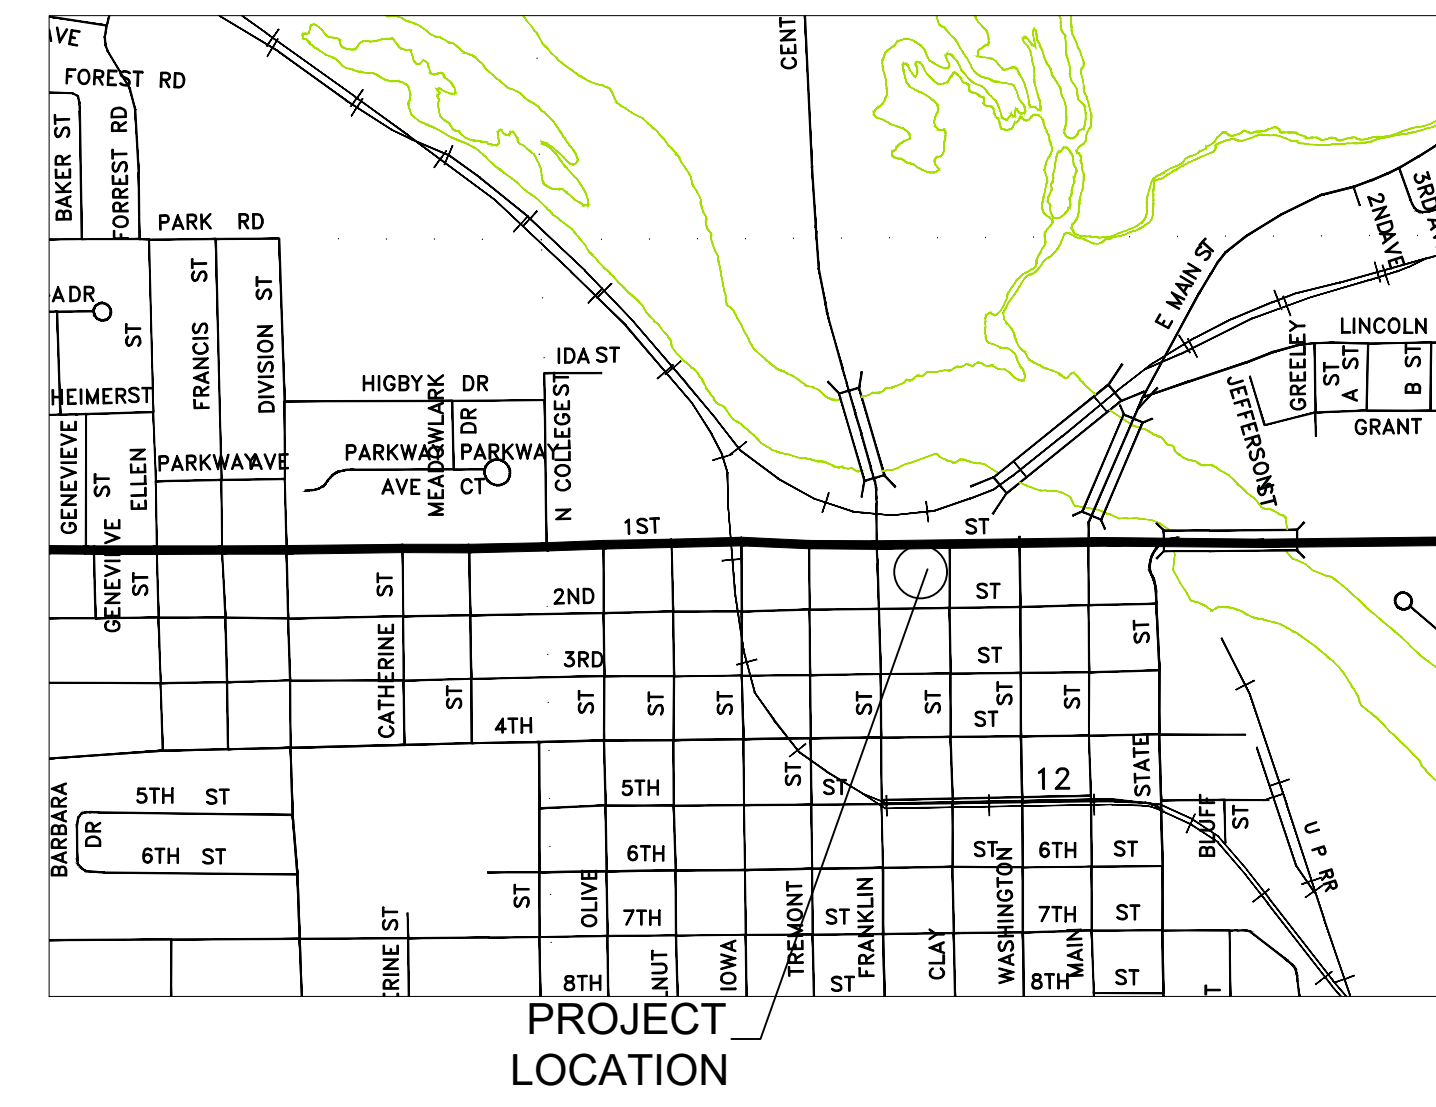 AVE
CENT
FOREST RD
BAKER ST
FORREST RD
3RD A
2ND AVE
PARK RD
E MAIN ST
A DR
ST
FRANCIS ST
DIVISION ST
LINCOLN
GREELEY ST
A ST
B ST
IDA ST
HIGBY DR
HEIMER ST
MEADOWLARK DR
N COLLEGE ST
JEFFERSON ST
GRANT
GENEVIEVE ST
ELLEN
PARKWAY AVE
PARKWAY AVE
PARKWAY CT
1ST ST
GENEVIEVE ST
ST
2ND ST
CATHERINE ST
3RD ST
ST
ST
ST
ST
ST
ST
ST
ST
ST
4TH ST
STATE
BARBARA DR
5TH ST
5TH ST
12
ST
BLUFF ST
6TH ST
6TH ST
6TH ST
U P RR
ST
OLIVE
7TH ST
7TH ST
TREMONT
FRANKLIN
CLAY
WASHINGTON
MAIN
IOWA
LNUT
ERINE ST
8TH ST
8TH ST
T
PROJECT
LOCATION